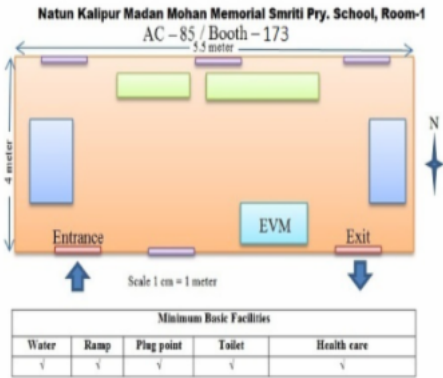 Natun Kalipur Madan Mohan Memorial Smriti Pry. School, Room-1
AC – 85 / Booth – 173
5.5 meter
4 meter
N
EVM
Entrance
Exit
Scale 1 cm = 1 meter
Minimum Basic Facilities
Water Ramp Plug point Toilet Health care
√ √ √ √ √